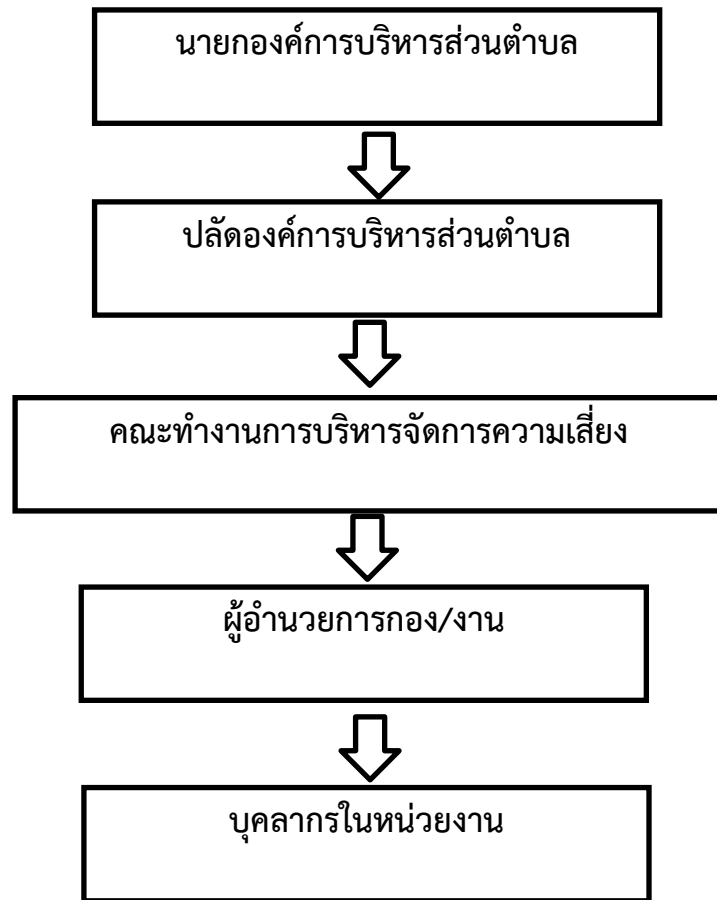 นายกองค์การบริหารส่วนตำบล
ปลัดองค์การบริหารส่วนตำบล
คณะทำงานการบริหารจัดการความเสี่ยง
ผู้อำนวยการกอง/งาน
บุคลากรในหน่วยงาน